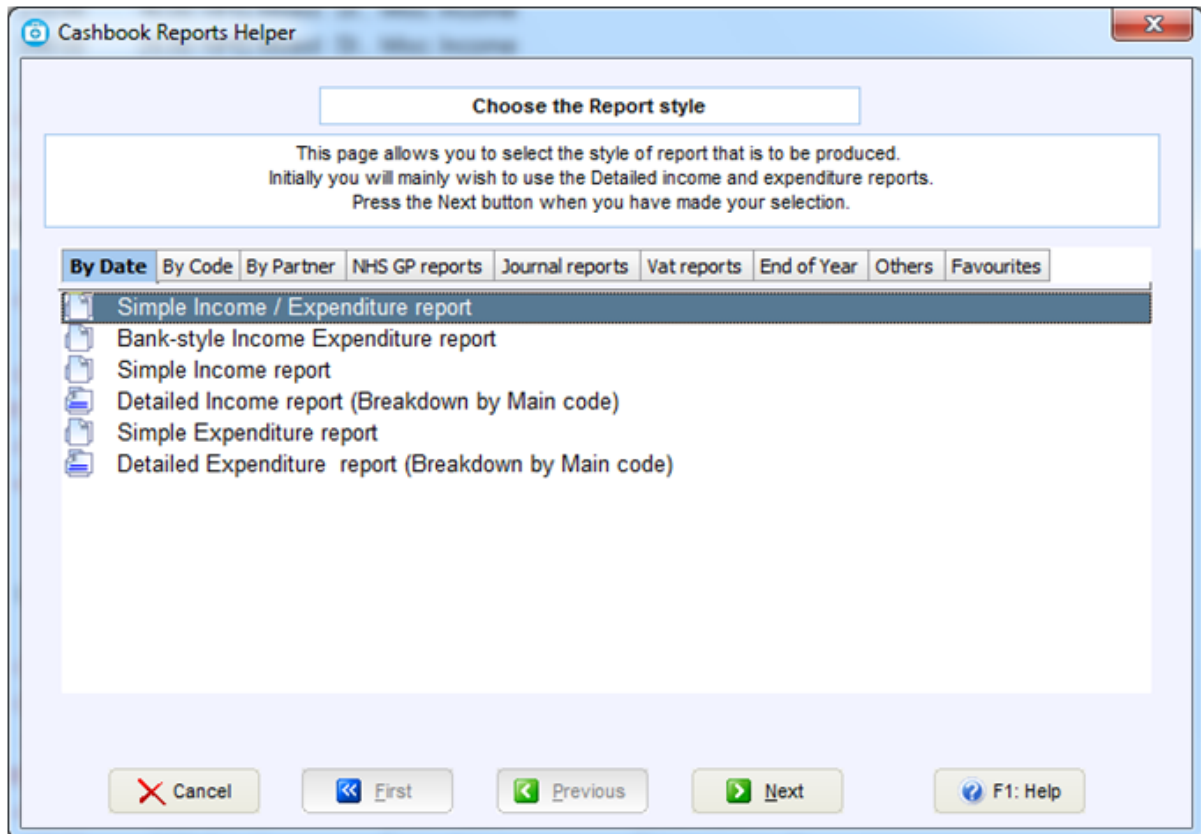 Cashbook Reports Helper
Choose the Report style
This page allows you to select the style of report that is to be produced.
Initially you will mainly wish to use the Detailed income and expenditure reports.
Press the Next button when you have made your selection.
By Date By Code By Partner NHS GP reports Journal reports Vat reports End of Year Others Favourites
Simple Income / Expenditure report
Bank-style Income Expenditure report
Simple Income report
Detailed Income report (Breakdown by Main code)
Simple Expenditure report
Detailed Expenditure report (Breakdown by Main code)
Cancel First Previous Next F1: Help